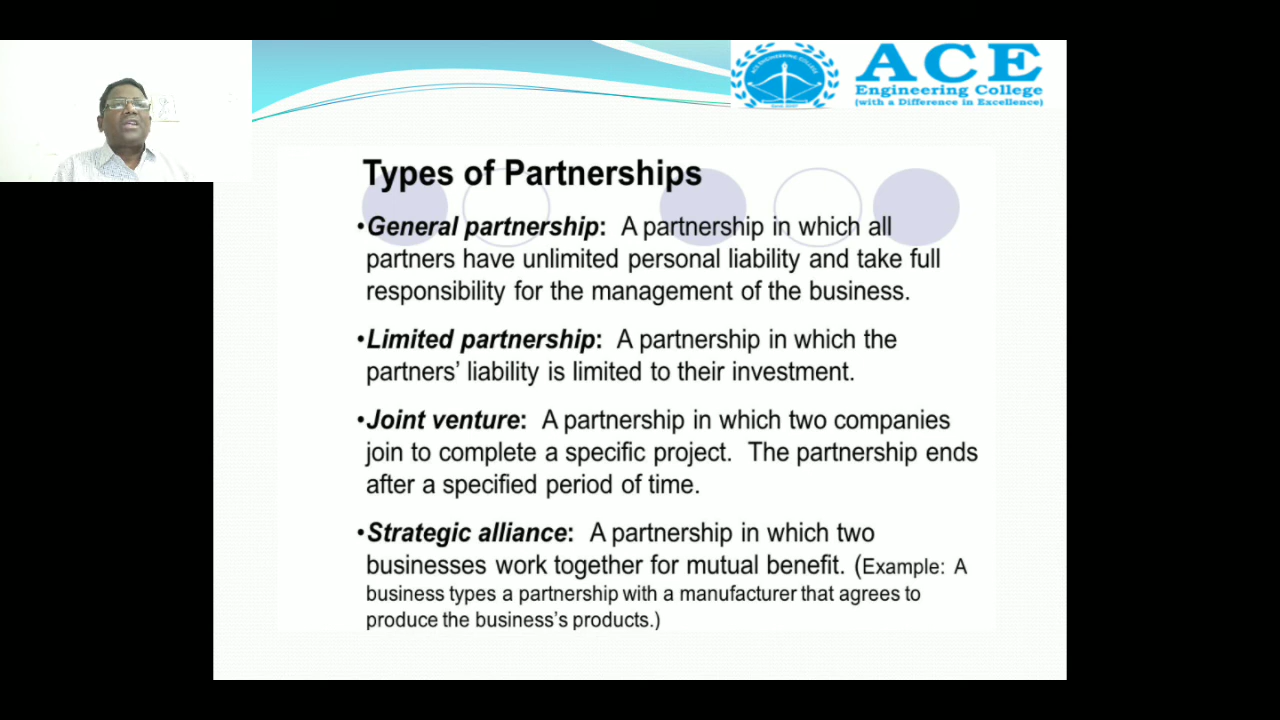 ACE
Engineering College
(with a Difference in Excellence)
Types of Partnerships
•General partnership: A partnership in which all
partners have unlimited personal liability and take full
responsibility for the management of the business.
•Limited partnership: A partnership in which the
partners' liability is limited to their investment.
•Joint venture: A partnership in which two companies
join to complete a specific project. The partnership ends
after a specified period of time.
•Strategic alliance: A partnership in which two
businesses work together for mutual benefit. (Example: A
business types a partnership with a manufacturer that agrees to
produce the business's products.)